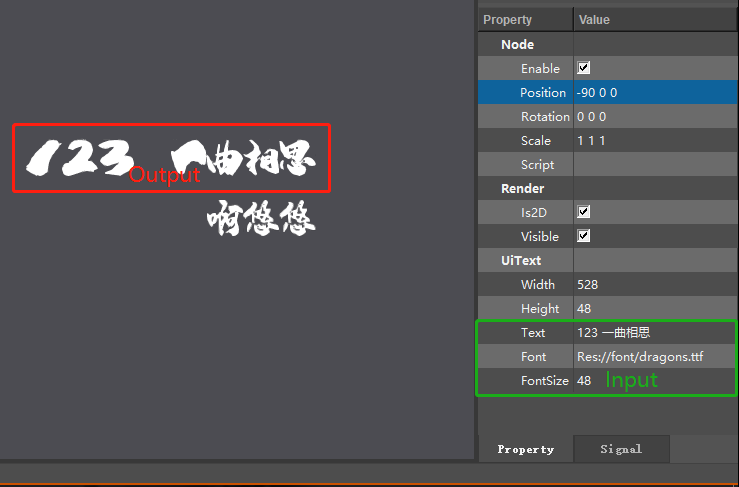 Property Value
Node
Enable
Position -90 0 0
Rotation 0 0 0
Scale 1 1 1
Script
Render
Is2D
Visible
UiText
Width 528
Height 48
Text 123 一曲相思
Font Res://font/dragons.ttf
FontSize 48
Input
123 曲相思
Output
啊悠悠
Property Signal